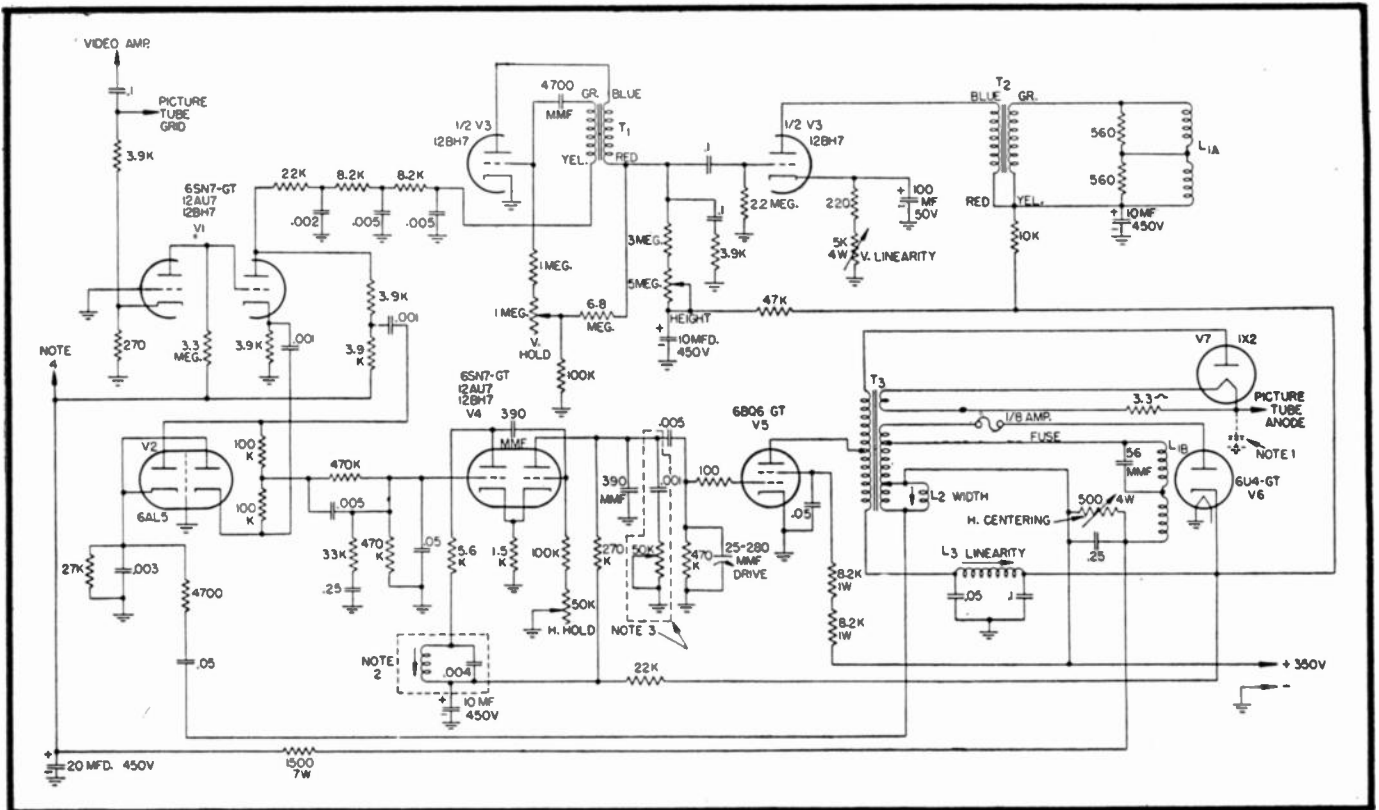 VIDEO AMP.
.1
PICTURE
TUBE
GRID
3.9K
6SN7-GT
12AU7
12BH7
V1
22K
8.2K
8.2K
.002
.005
.005
1/2 V3
12BH7
4700
MMF
GR.
BLUE
T1
YEL.
RED
.1
1/2 V3
12BH7
2.2 MEG.
220
+
-
100
MF
50V
5K
4W
V. LINEARITY
BLUE
T2
GR.
RED
YEL.
560
560
L1A
+
-
10MF
450V
10K
1 MEG.
1 MEG.
V.
HOLD
6.8
MEG.
100K
3MEG.
.1
3.9K
5MEG.
HEIGHT
47K
+
-
10MFD.
450V
270
3.3
MEG.
3.9K
.001
3.9K
.001
3.9
K
NOTE
4
V2
6AL5
100
K
100
K
27K
.003
4700
.05
470K
.005
33K
.25
470
K
.05
6SN7-GT
12AU7
12BH7
V4
390
MMF
5.6
K
1.5
K
100K
50K
H. HOLD
270
K
390
MMF
.005
.001
50K
NOTE 3
100
470
K
25-280
MMF
DRIVE
6BQ6 GT
V5
.05
8.2K
1W
8.2K
1W
NOTE
2
.004
+
-
10 MF
450V
22K
T3
V7
1X2
3.3
PICTURE
TUBE
ANODE
1/8 AMP.
FUSE
NOTE 1
56
MMF
L1B
6U4-GT
V6
L2 WIDTH
500
4W
H. CENTERING
.25
L3 LINEARITY
.05
.1
+ 350V
-
+
-
20 MFD. 450V
1500
7W